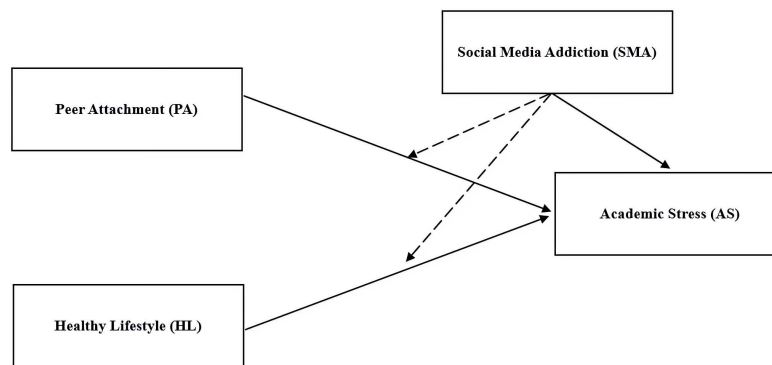 Social Media Addiction (SMA)
Peer Attachment (PA)
Academic Stress (AS)
Healthy Lifestyle (HL)